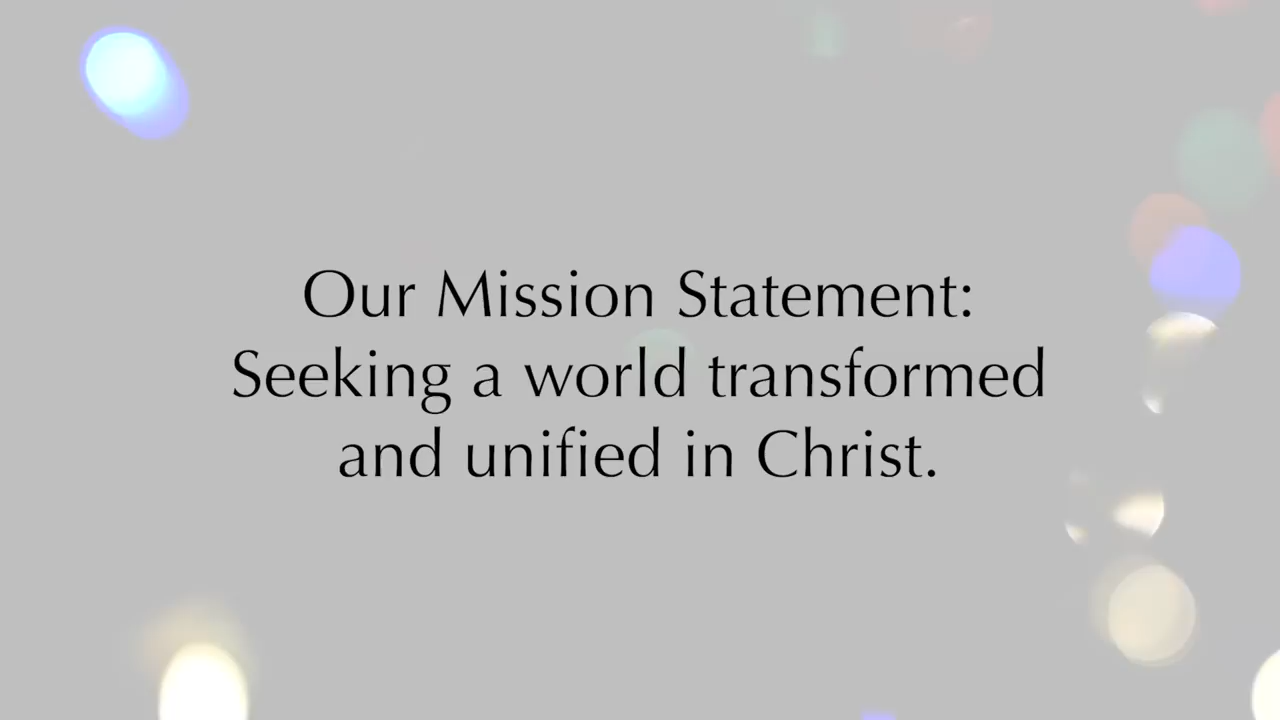 Our Mission Statement:
Seeking a world transformed
and unified in Christ.